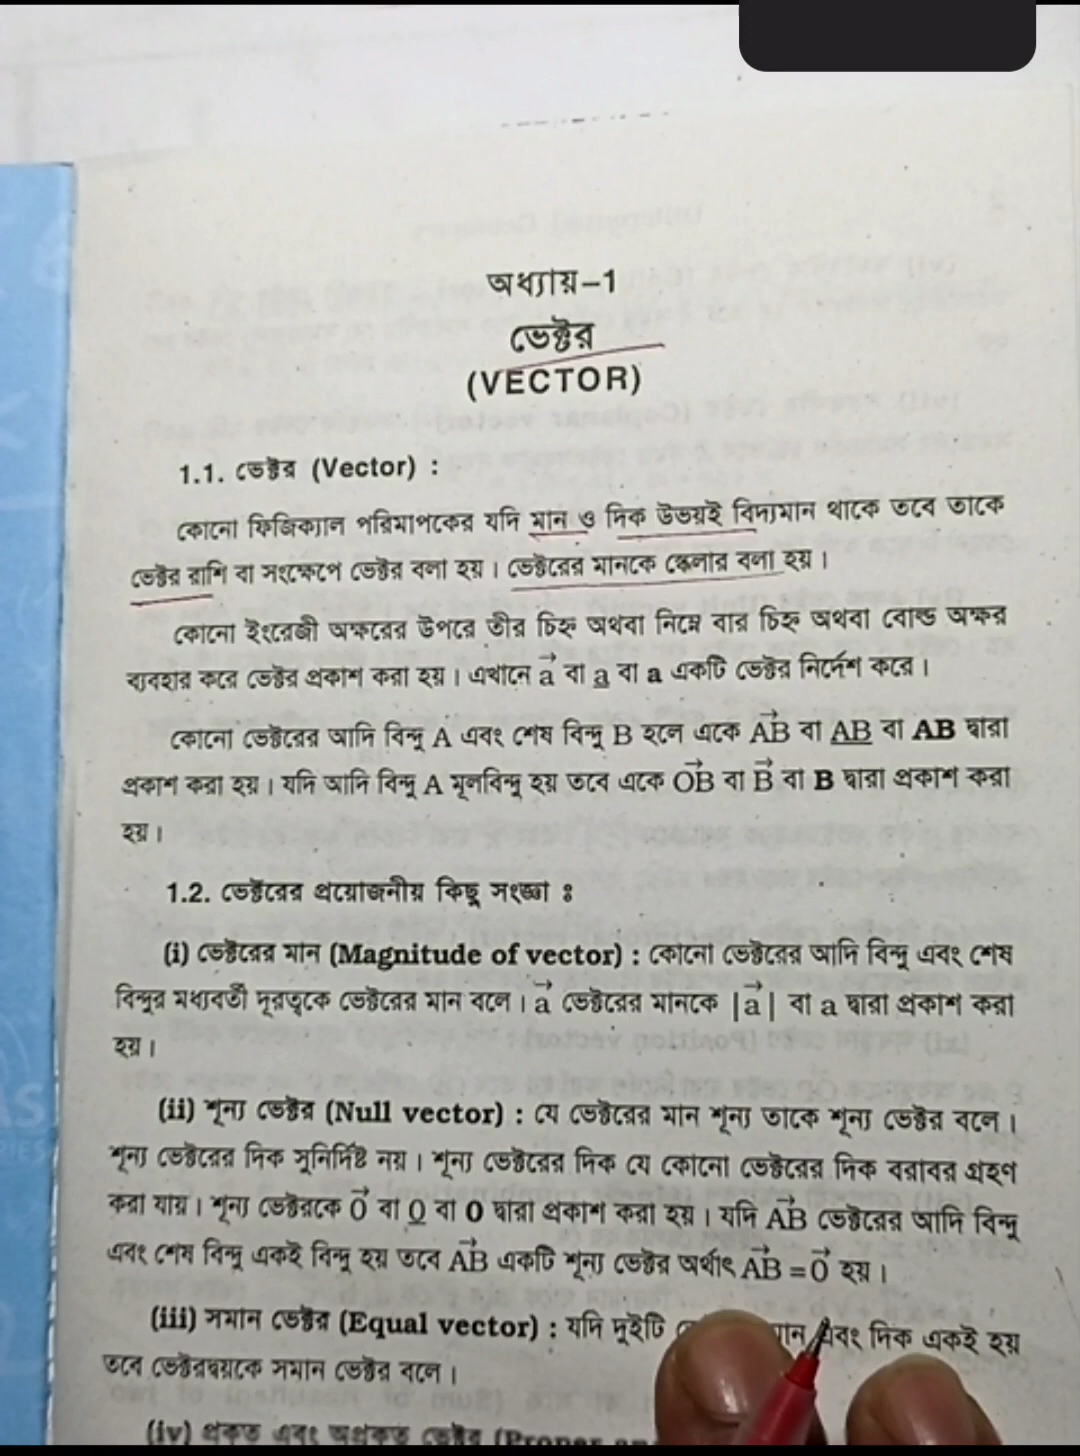 অধ্যায়–1
ভেক্টর
(VECTOR)
1.1. ভেক্টর (Vector) :
কোনো ফিজিক্যাল পরিমাপকের যদি মান ও দিক উভয়ই বিদ্যমান থাকে তবে তাকে
ভেক্টর রাশি বা সংক্ষেপে ভেক্টর বলা হয়। ভেক্টরের মানকে স্কেলার বলা হয়।
কোনো ইংরেজী অক্ষরের উপরে তীর চিহ্ন অথবা নিম্নে বার চিহ্ন অথবা বোল্ড অক্ষর
ব্যবহার করে ভেক্টর প্রকাশ করা হয়। এখানে a⃗ বা a̲ বা a একটি ভেক্টর নির্দেশ করে।
কোনো ভেক্টরের আদি বিন্দু A এবং শেষ বিন্দু B হলে একে AB⃗ বা A̲B̲ বা AB দ্বারা
প্রকাশ করা হয়। যদি আদি বিন্দু A মূলবিন্দু হয় তবে একে OB⃗ বা B⃗ বা B দ্বারা প্রকাশ করা
হয়।
1.2. ভেক্টরের প্রয়োজনীয় কিছু সংজ্ঞা ঃ
(i) ভেক্টরের মান (Magnitude of vector) : কোনো ভেক্টরের আদি বিন্দু এবং শেষ
বিন্দুর মধ্যবর্তী দূরত্বকে ভেক্টরের মান বলে। a⃗ ভেক্টরের মানকে |a⃗| বা a দ্বারা প্রকাশ করা
হয়।
(ii) শূন্য ভেক্টর (Null vector) : যে ভেক্টরের মান শূন্য তাকে শূন্য ভেক্টর বলে।
শূন্য ভেক্টরের দিক সুনির্দিষ্ট নয়। শূন্য ভেক্টরের দিক যে কোনো ভেক্টরের দিক বরাবর গ্রহণ
করা যায়। শূন্য ভেক্টরকে O⃗ বা O̲ বা O দ্বারা প্রকাশ করা হয়। যদি AB⃗ ভেক্টরের আদি বিন্দু
এবং শেষ বিন্দু একই বিন্দু হয় তবে AB⃗ একটি শূন্য ভেক্টর অর্থাৎ AB⃗ = O⃗ হয়।
(iii) সমান ভেক্টর (Equal vector) : যদি দুইটি মান এবং দিক একই হয়
তবে ভেক্টরদ্বয়কে সমান ভেক্টর বলে।
(iv) প্রকৃত এবং অপ্রকৃত ভেক্টর (Proper